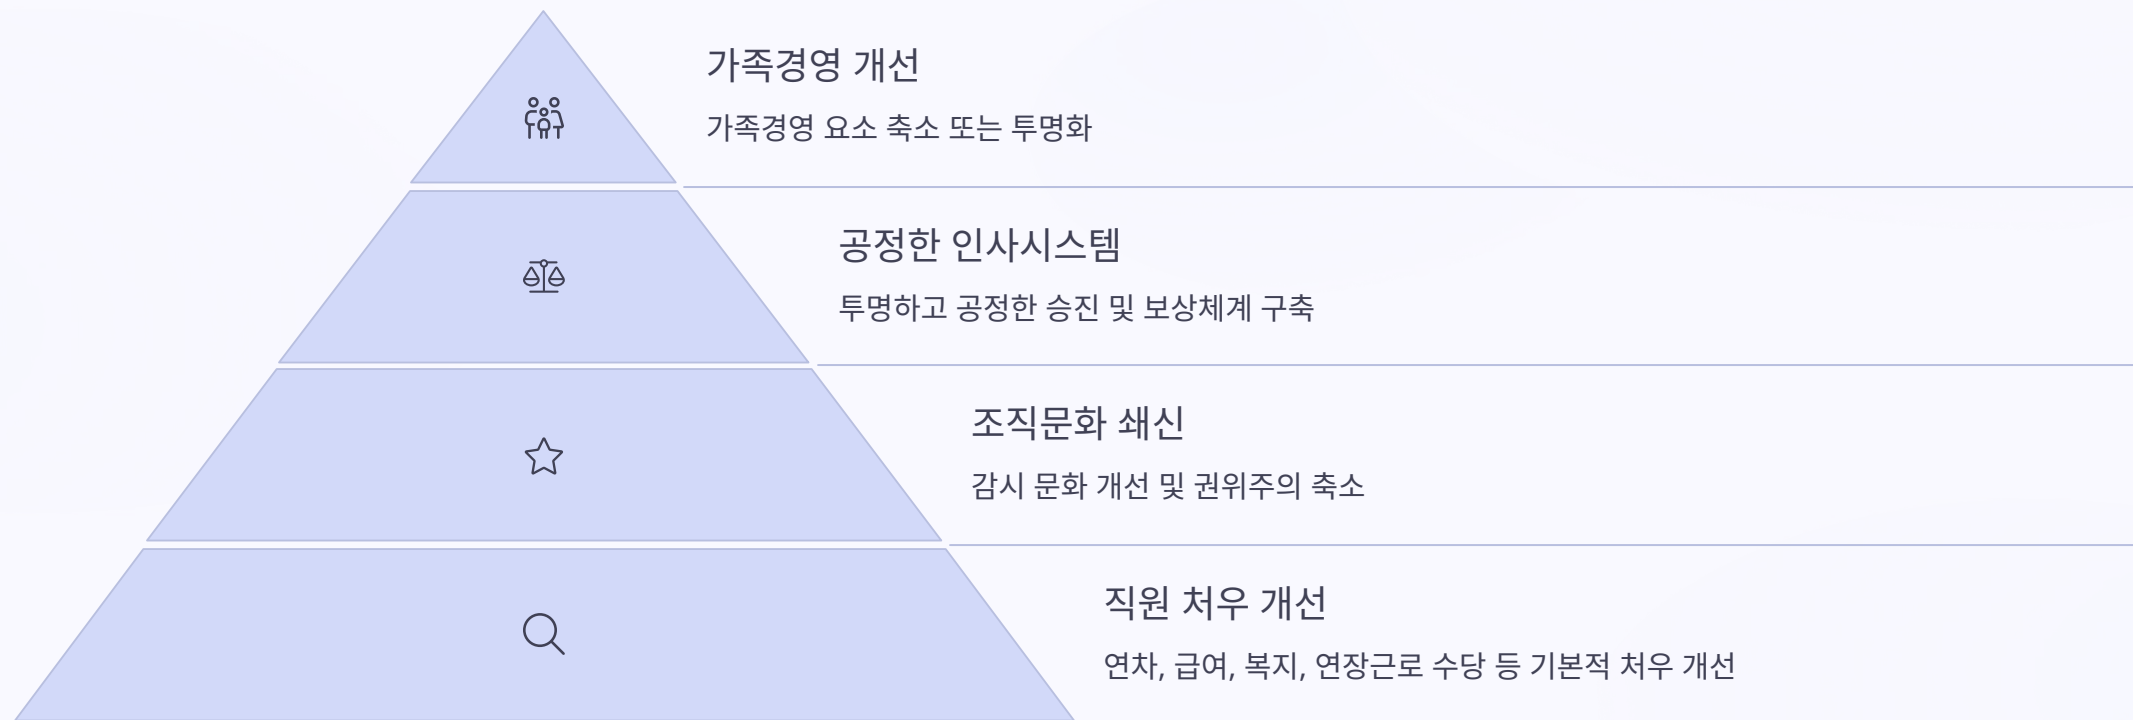 가족경영 개선
가족경영 요소 축소 또는 투명화
공정한 인사시스템
투명하고 공정한 승진 및 보상체계 구축
조직문화 쇄신
감시 문화 개선 및 권위주의 축소
직원 처우 개선
연차, 급여, 복지, 연장근로 수당 등 기본적 처우 개선